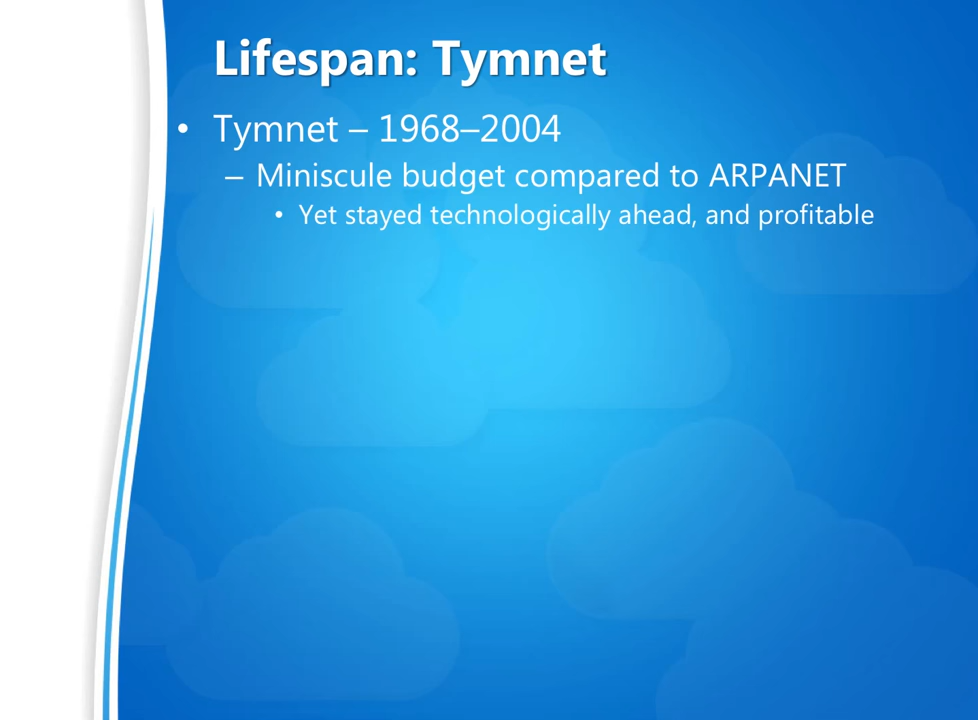 Lifespan: Tymnet
• Tymnet – 1968–2004
– Miniscule budget compared to ARPANET
• Yet stayed technologically ahead, and profitable